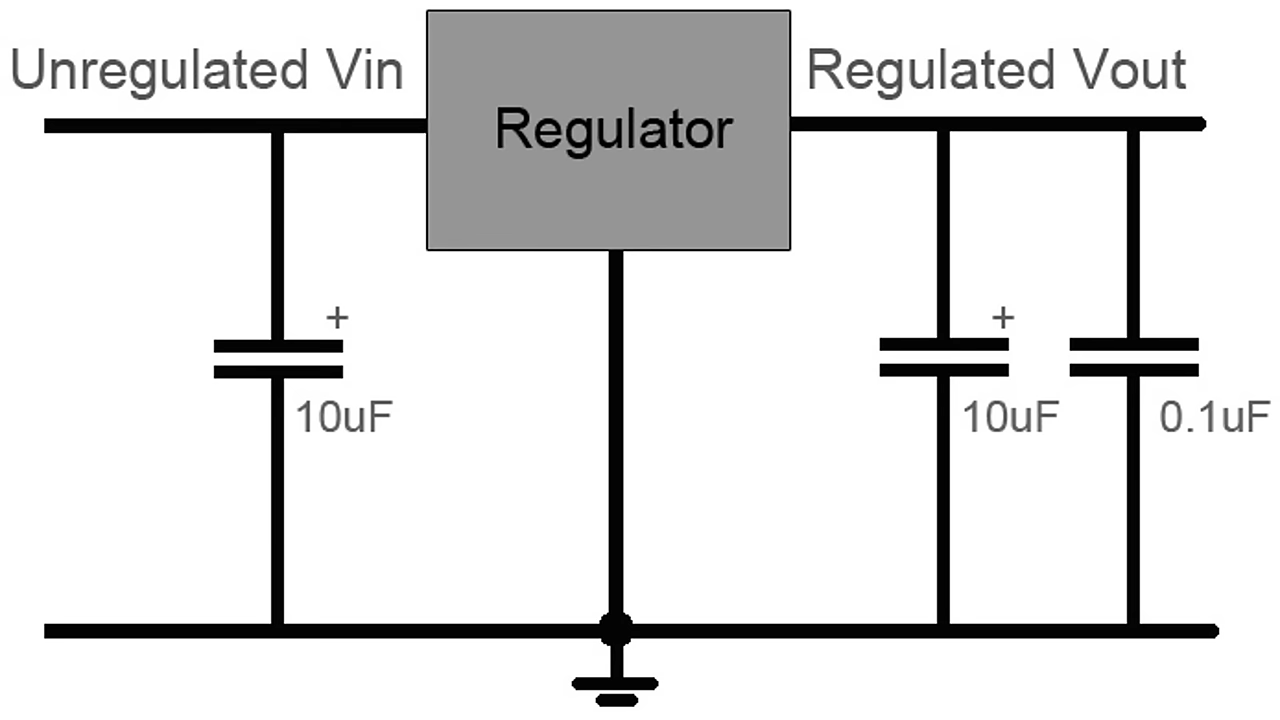 Unregulated Vin
Regulated Vout
Regulator
+
+
10uF
10uF
0.1uF